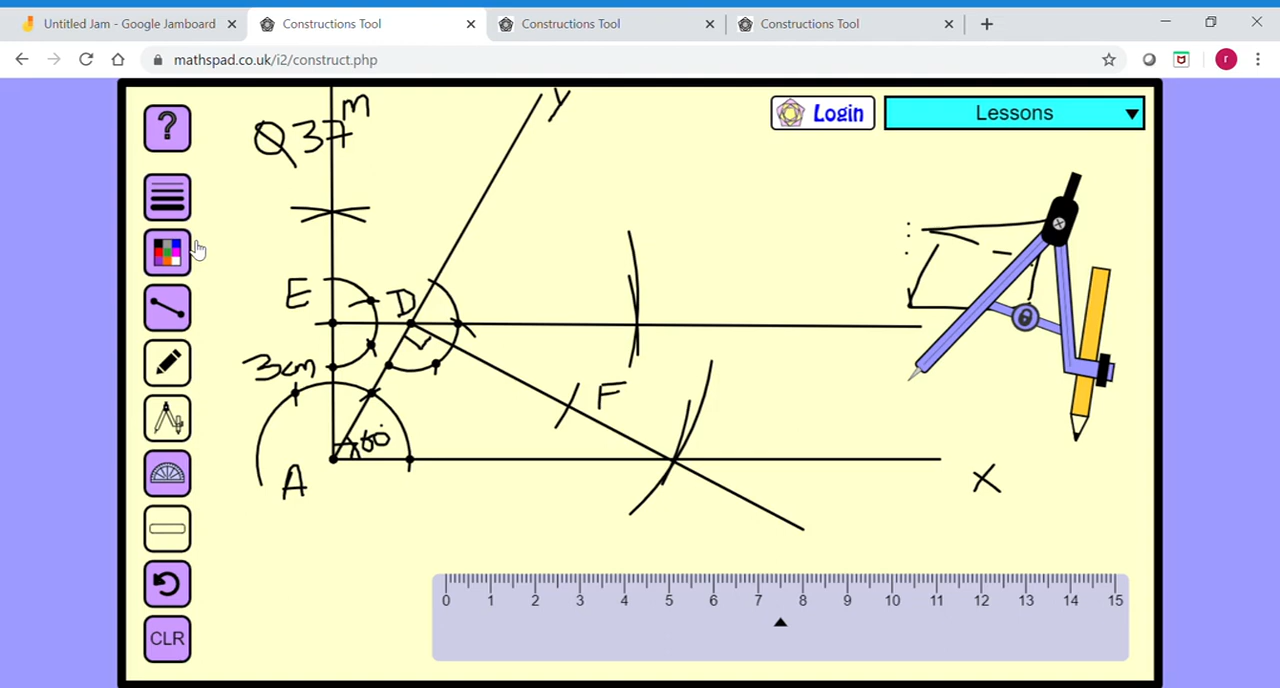 Untitled Jam - Google Jamboard
Constructions Tool
Constructions Tool
Constructions Tool
mathspad.co.uk/i2/construct.php
r
?
CLR
Login
Lessons
Q37
m
y
E
D
3cm
F
60°
A
X
0 1 2 3 4 5 6 7 8 9 10 11 12 13 14 15